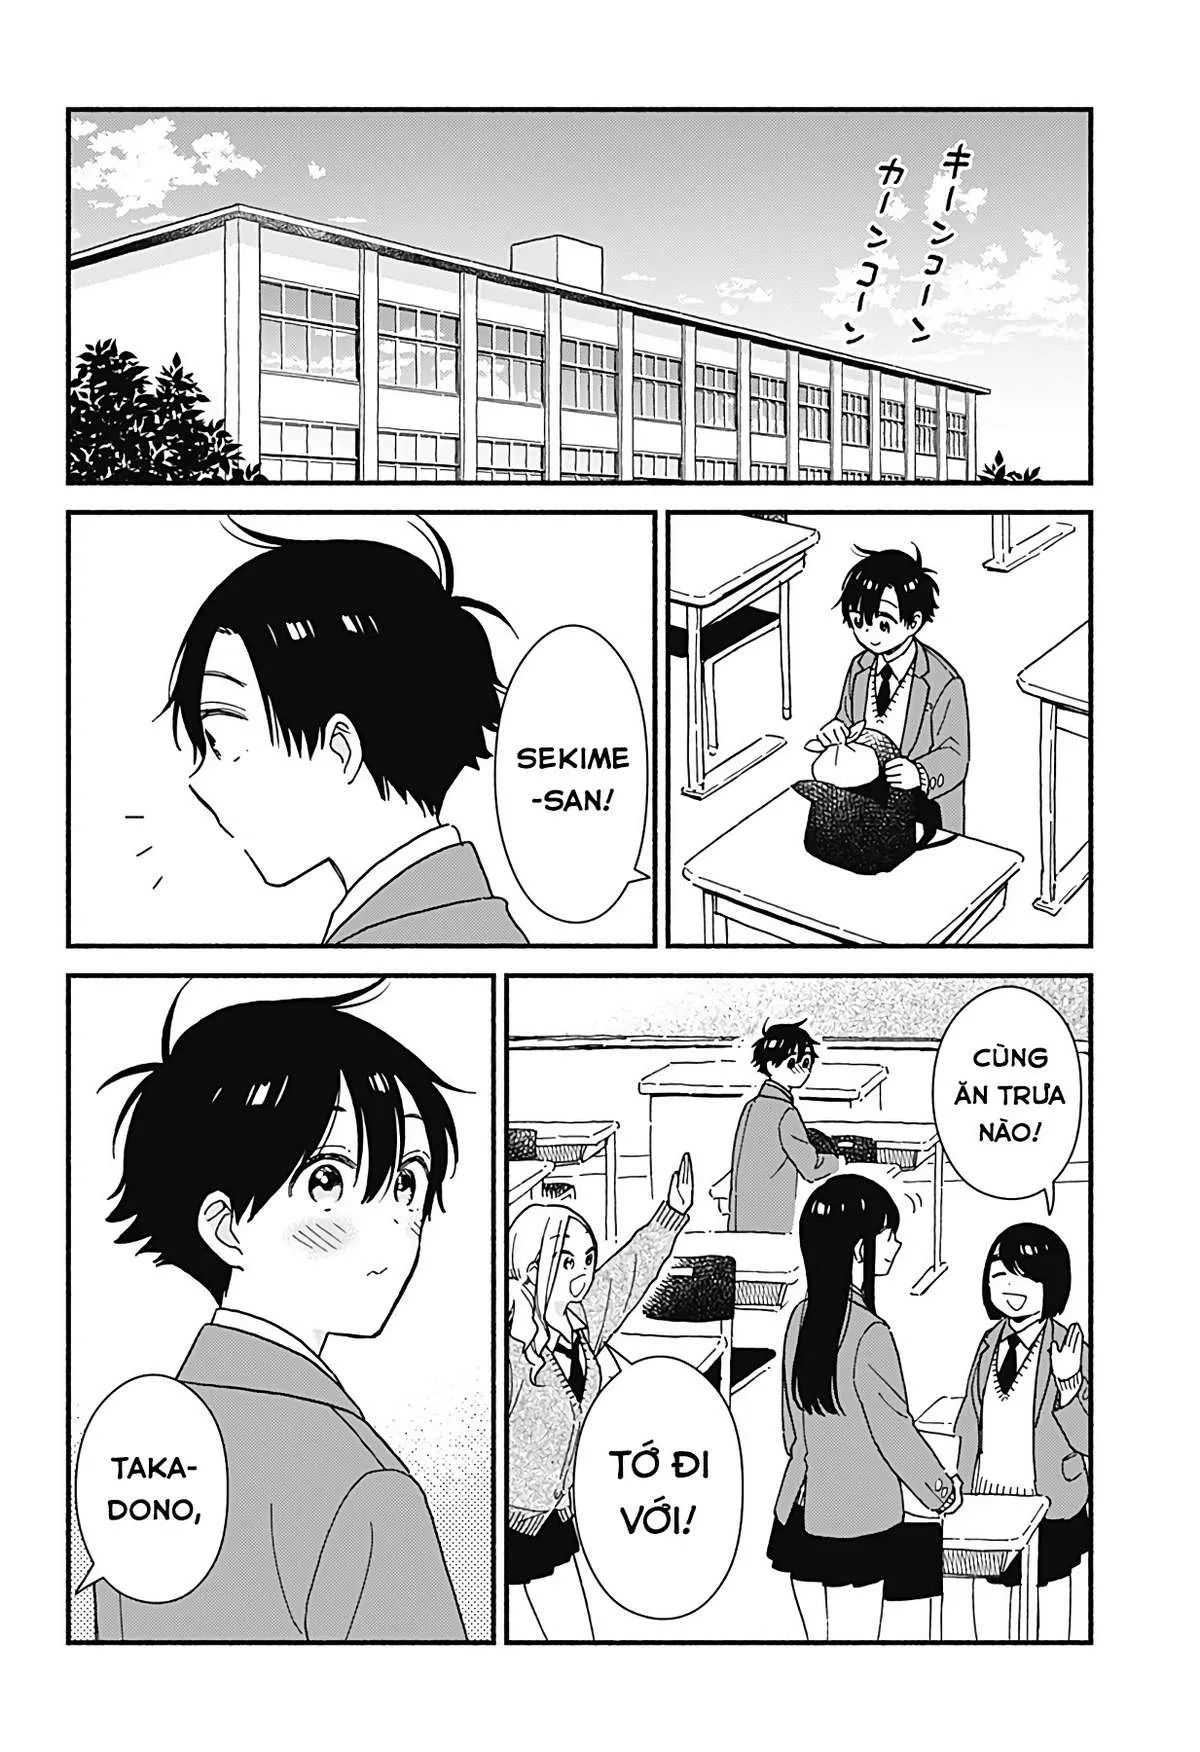 キーンコーン
カーンコーン
SEKIME
-SAN!
CÙNG
ĂN TRƯA
NÀO!
TỚ ĐI
VỚI!
TAKA-
DONO,